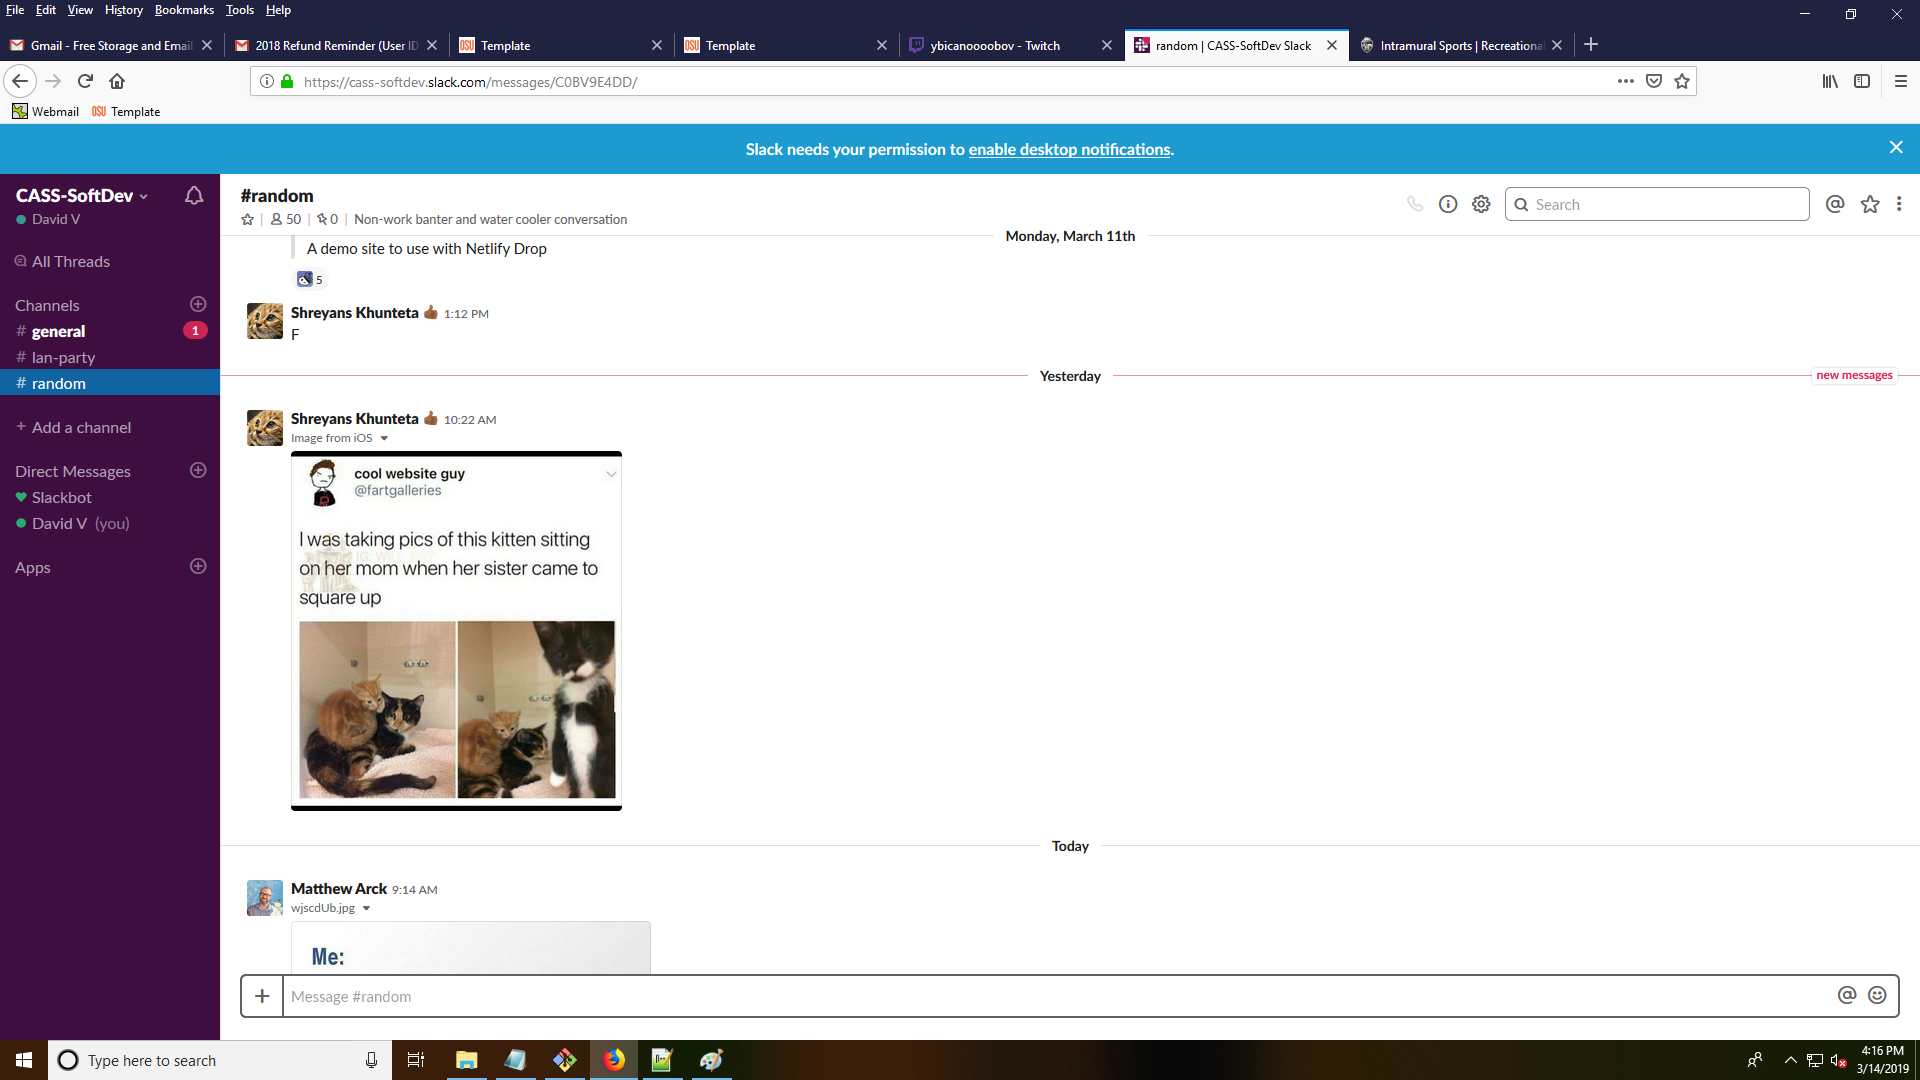 File Edit View History Bookmarks Tools Help
Gmail - Free Storage and Email
2018 Refund Reminder (User ID
OSU Template
OSU Template
ybicanoooobov - Twitch
random | CASS-SoftDev Slack
Intramural Sports | Recreational
https://cass-softdev.slack.com/messages/C0BV9E4DD/
Webmail OSU Template
Slack needs your permission to enable desktop notifications.
CASS-SoftDev
David V
All Threads
Channels
# general 1
# lan-party
# random
+ Add a channel
Direct Messages
Slackbot
David V (you)
Apps
#random
50 | 0 | Non-work banter and water cooler conversation
Search
Monday, March 11th
A demo site to use with Netlify Drop
5
Shreyans Khunteta 1:12 PM
F
Yesterday
new messages
Shreyans Khunteta 10:22 AM
Image from iOS
cool website guy
@fartgalleries
I was taking pics of this kitten sitting
on her mom when her sister came to
square up
Today
Matthew Arck 9:14 AM
wjscdUb.jpg
Me:
Message #random
Type here to search
4:16 PM
3/14/2019